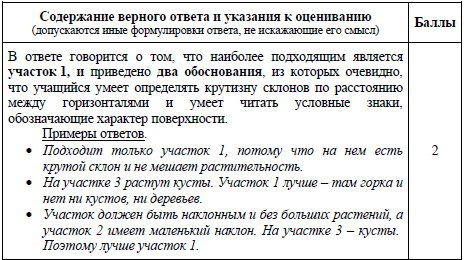 Содержание верного ответа и указания к оцениванию
(допускаются иные формулировки ответа, не искажающие его смысл)
Баллы
В ответе говорится о том, что наиболее подходящим является
участок 1, и приведено два обоснования, из которых очевидно,
что учащийся умеет определять крутизну склонов по расстоянию
между горизонталями и умеет читать условные знаки,
обозначающие характер поверхности.
Примеры ответов.
• Подходит только участок 1, потому что на нем есть
крутой склон и не мешает растительность.
• На участке 3 растут кусты. Участок 1 лучше – там горка и
нет ни кустов, ни деревьев.
• Участок должен быть наклонным и без больших растений, а
участок 2 имеет маленький наклон. На участке 3 – кусты.
Поэтому лучше участок 1.
2